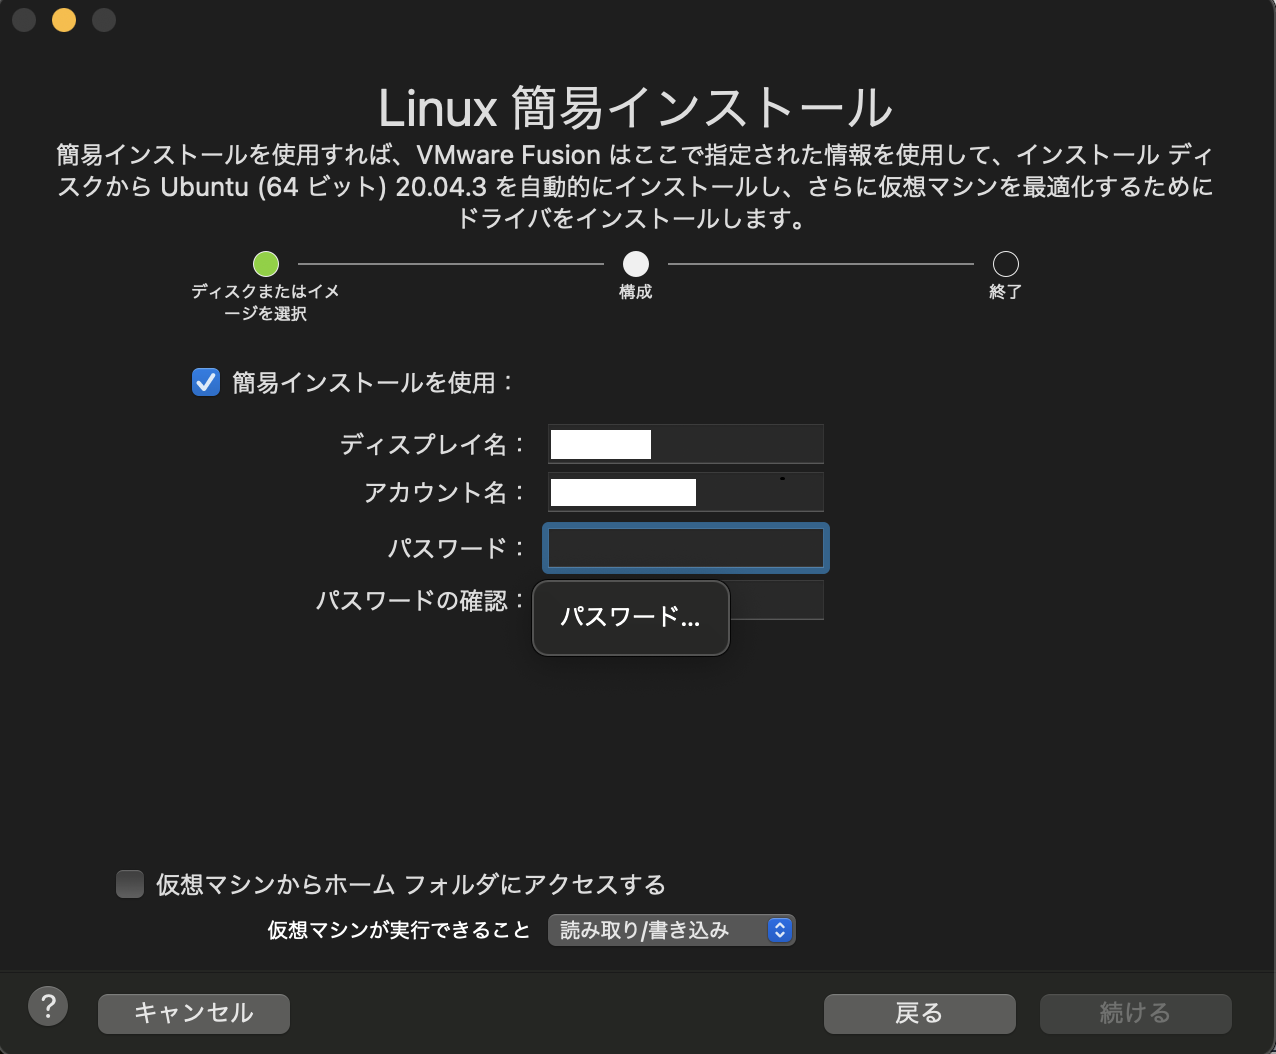 Linux 簡易インストール
簡易インストールを使用すれば、VMware Fusion はここで指定された情報を使用して、インストール ディ
スクから Ubuntu (64 ビット) 20.04.3 を自動的にインストールし、さらに仮想マシンを最適化するために
ドライバをインストールします。
ディスクまたはイメ
ージを選択
構成
終了
簡易インストールを使用：
ディスプレイ名：
アカウント名：
パスワード：
パスワードの確認：
パスワード...
仮想マシンからホーム フォルダにアクセスする
仮想マシンが実行できること
読み取り/書き込み
?
キャンセル
戻る
続ける